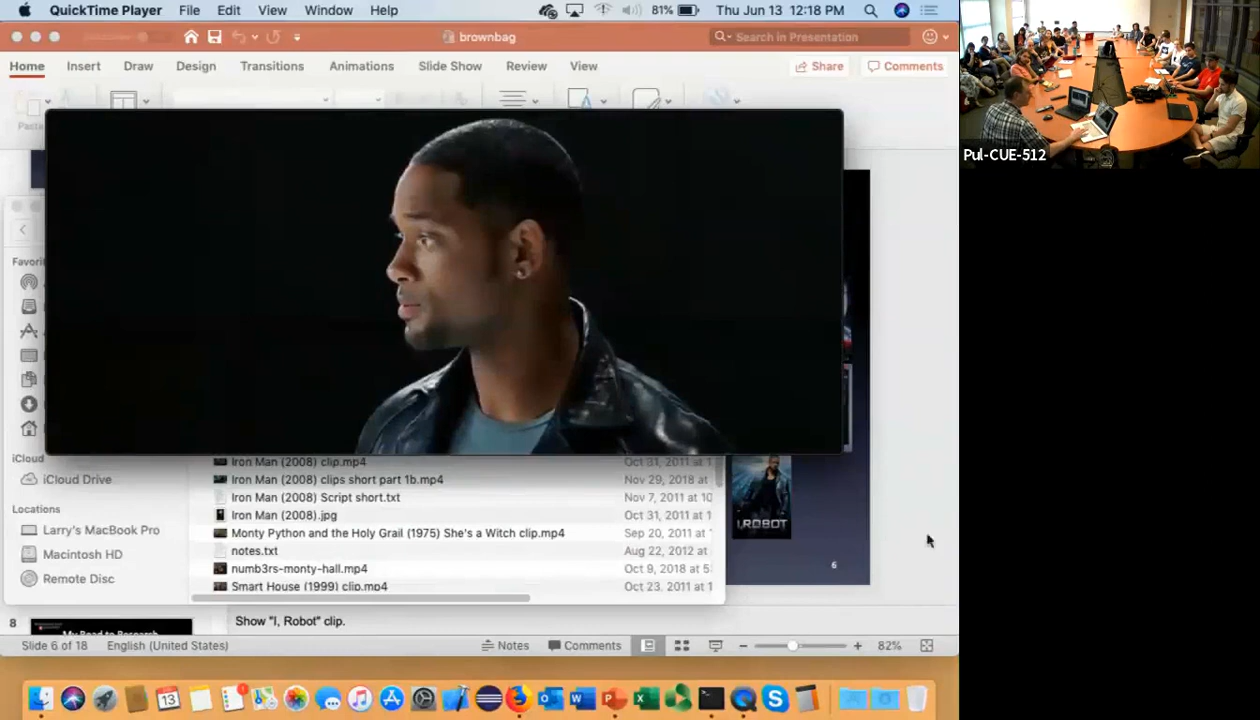 QuickTime Player File Edit View Window Help 81% Thu Jun 13 12:18 PM
brownbag
Search in Presentation
Home Insert Draw Design Transitions Animations Slide Show Review View Share Comments
Paste
Pul-CUE-512
Favori
iCloud
iCloud Drive
Locations
Larry's MacBook Pro
Macintosh HD
Remote Disc
Iron Man (2008) clip.mp4 Oct 31, 2011 at 1
Iron Man (2008) clips short part 1b.mp4 Nov 29, 2018 at
Iron Man (2008) Script short.txt Nov 7, 2011 at 10
Iron Man (2008).jpg Oct 31, 2011 at 1
Monty Python and the Holy Grail (1975) She's a Witch clip.mp4 Sep 20, 2011 at
notes.txt Aug 22, 2012 at
numb3rs-monty-hall.mp4 Oct 9, 2018 at 5
Smart House (1999) clip.mp4 Oct 23, 2011 at
I, ROBOT
6
8
My Road to Research
Show "I, Robot" clip.
Slide 6 of 18 English (United States) Notes Comments 82%
13